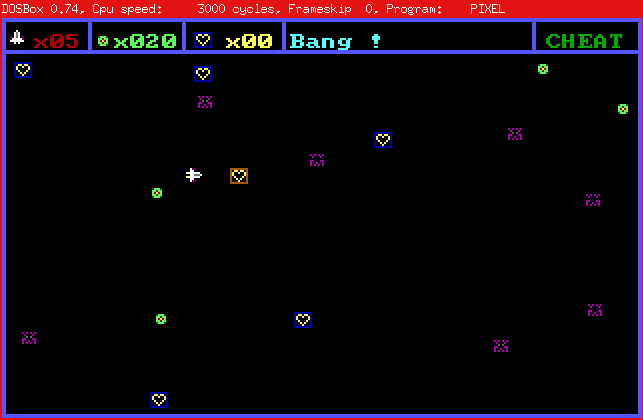 DOSBox 0.74, Cpu speed: 3000 cycles, Frameskip 0, Program: PIXEL
x05 x020 x00 Bang ! CHEAT